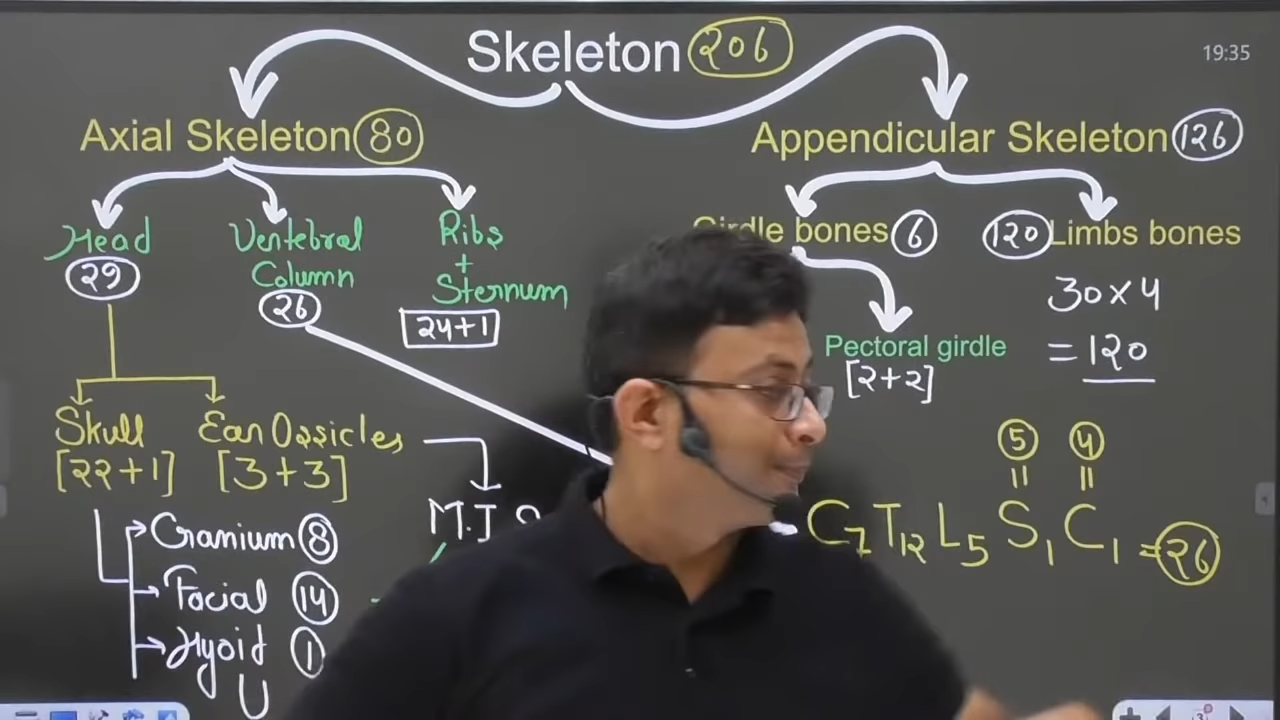 Skeleton 206
19:35
Axial Skeleton 80
Appendicular Skeleton 126
Head
29
Vertebral
Column
26
Ribs
+
Sternum
24+1
Girdle bones 6
120 Limbs bones
30×4
= 120
Pectoral girdle
[2+2]
Skull
[22+1]
Ear Ossicles
[3+3]
Cranium 8
Facial 14
Hyoid 1
U
M.I.
5 4
= =
C7 T12 L5 S1 C1 = 26